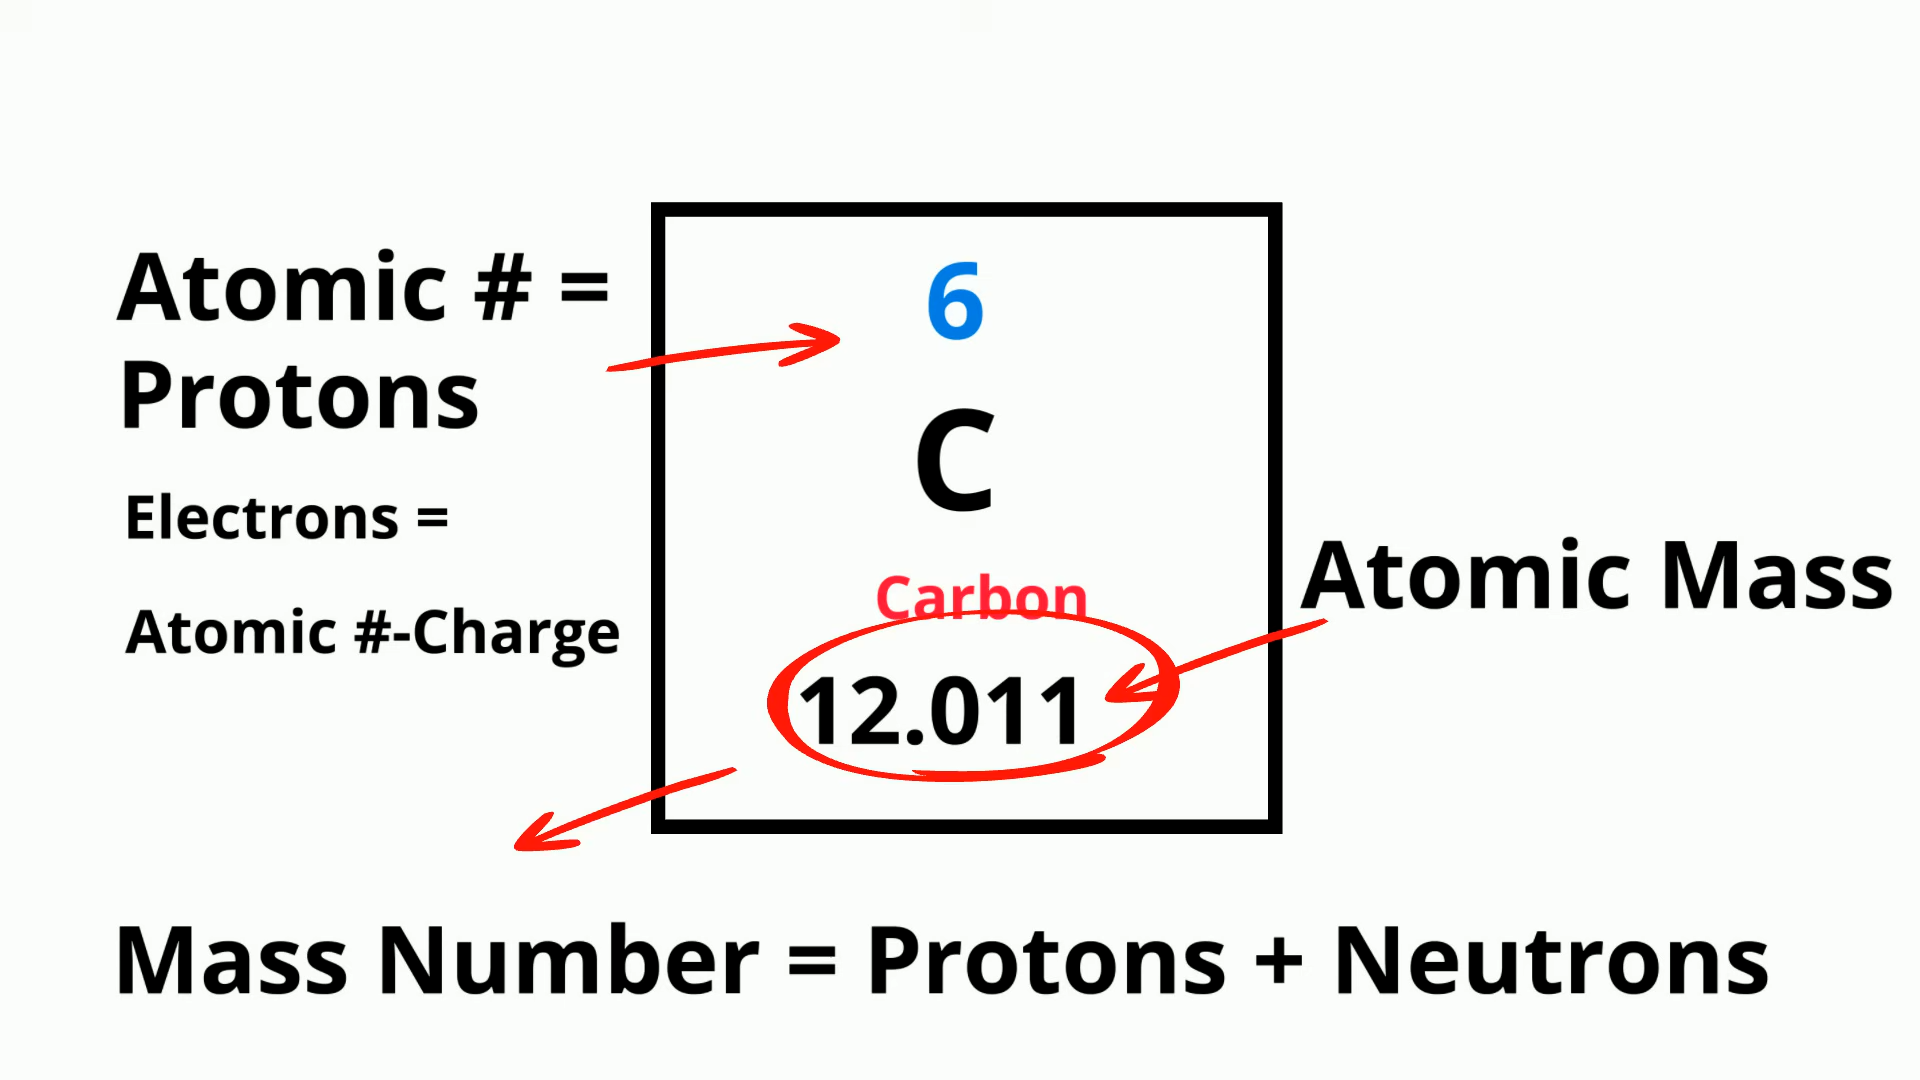 Atomic # =
Protons
Electrons =
Atomic #-Charge
6
C
Carbon
12.011
Atomic Mass
Mass Number = Protons + Neutrons